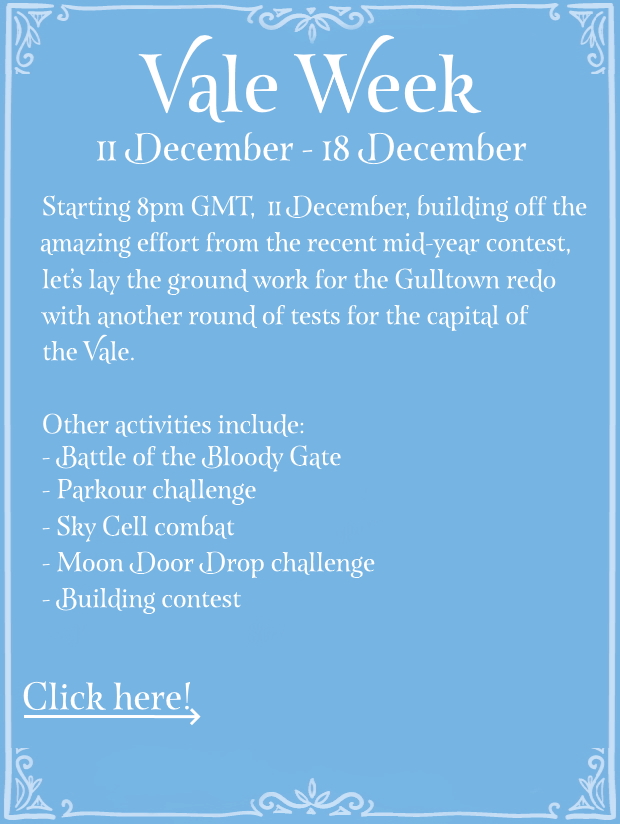 Vale Week
11 December - 18 December
Starting 8pm GMT, 11 December, building off the
amazing effort from the recent mid-year contest,
let's lay the ground work for the Gulltown redo
with another round of tests for the capital of
the Vale.
Other activities include:
- Battle of the Bloody Gate
- Parkour challenge
- Sky Cell combat
- Moon Door Drop challenge
- Building contest
Click here!